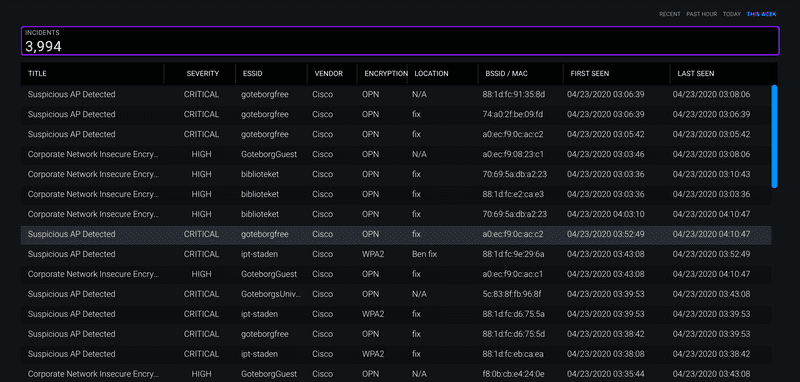 RECENT PAST HOUR TODAY THIS WEEK
INCIDENTS
3,994
TITLE SEVERITY ESSID VENDOR ENCRYPTION LOCATION BSSID / MAC FIRST SEEN LAST SEEN
Suspicious AP Detected CRITICAL goteborgfree Cisco OPN N/A 88:1d:fc:91:35:8d 04/23/2020 03:06:39 04/23/2020 03:08:06
Suspicious AP Detected CRITICAL goteborgfree Cisco OPN fix 74:a0:2f:be:09:fd 04/23/2020 03:06:39 04/23/2020 03:06:39
Suspicious AP Detected CRITICAL goteborgfree Cisco OPN fix a0:ec:f9:0c:ac:c2 04/23/2020 03:05:42 04/23/2020 03:05:42
Corporate Network Insecure Encry... HIGH GoteborgGuest Cisco OPN N/A a0:ec:f9:08:23:c1 04/23/2020 03:03:46 04/23/2020 03:08:06
Corporate Network Insecure Encry... HIGH biblioteket Cisco OPN fix 70:69:5a:db:a2:23 04/23/2020 03:03:36 04/23/2020 03:10:43
Corporate Network Insecure Encry... HIGH biblioteket Cisco OPN fix 88:1d:fc:e2:ca:e3 04/23/2020 03:03:36 04/23/2020 03:03:36
Corporate Network Insecure Encry... HIGH biblioteket Cisco OPN fix 70:69:5a:db:a2:23 04/23/2020 04:03:10 04/23/2020 04:10:47
Suspicious AP Detected CRITICAL goteborgfree Cisco OPN fix a0:ec:f9:0c:ac:c2 04/23/2020 03:52:49 04/23/2020 04:10:47
Suspicious AP Detected CRITICAL ipt-staden Cisco WPA2 Ben fix 88:1d:fc:9e:29:6a 04/23/2020 03:43:08 04/23/2020 03:52:49
Corporate Network Insecure Encry... HIGH GoteborgGuest Cisco OPN fix a0:ec:f9:0c:ac:c1 04/23/2020 03:43:08 04/23/2020 04:10:47
Suspicious AP Detected CRITICAL GoteborgsUniv... Cisco OPN N/A 5c:83:8f:fb:96:8f 04/23/2020 03:39:53 04/23/2020 03:43:08
Suspicious AP Detected CRITICAL ipt-staden Cisco WPA2 fix 88:1d:fc:d6:75:5a 04/23/2020 03:39:53 04/23/2020 03:39:53
Suspicious AP Detected CRITICAL goteborgfree Cisco OPN fix 88:1d:fc:d6:75:5d 04/23/2020 03:38:42 04/23/2020 03:39:53
Suspicious AP Detected CRITICAL ipt-staden Cisco WPA2 fix 88:1d:fc:eb:ca:ea 04/23/2020 03:38:08 04/23/2020 03:38:42
Corporate Network Insecure Encry... HIGH GoteborgGuest Cisco OPN fix f8:0b:cb:e4:24:0e 04/23/2020 03:35:44 04/23/2020 03:43:08